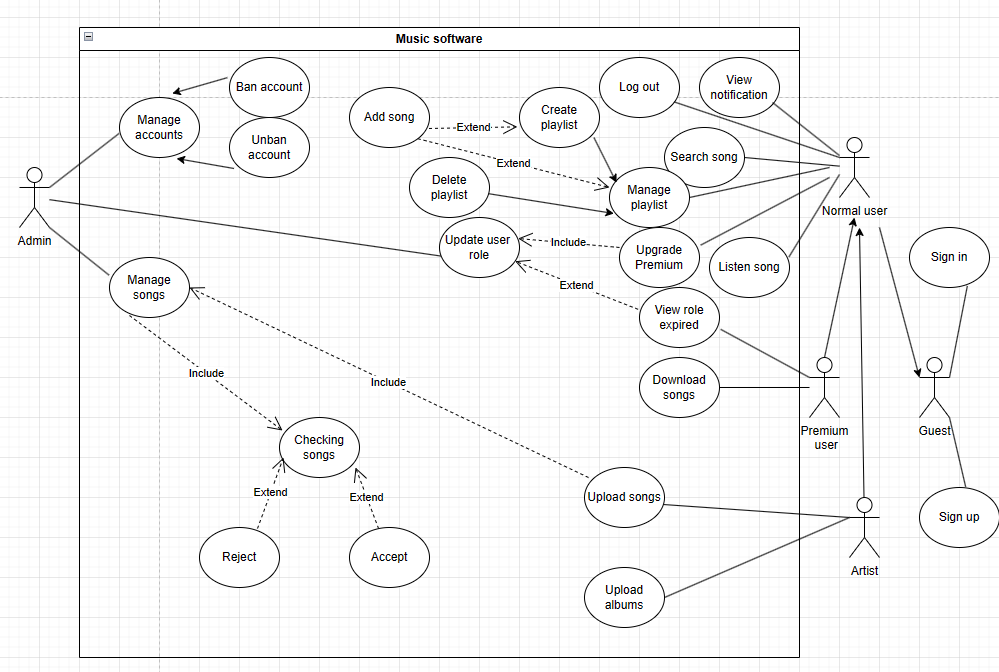 Music software
Ban account
Log out
View
notification
Manage
accounts
Add song
Extend
Create
playlist
Unban
account
Extend
Search song
Delete
playlist
Manage
playlist
Normal user
Admin
Update user
role
Include
Upgrade
Premium
Listen song
Sign in
Manage
songs
Extend
View role
expired
Include
Include
Download
songs
Premium
user
Guest
Checking
songs
Extend
Extend
Upload songs
Sign up
Reject
Accept
Artist
Upload
albums